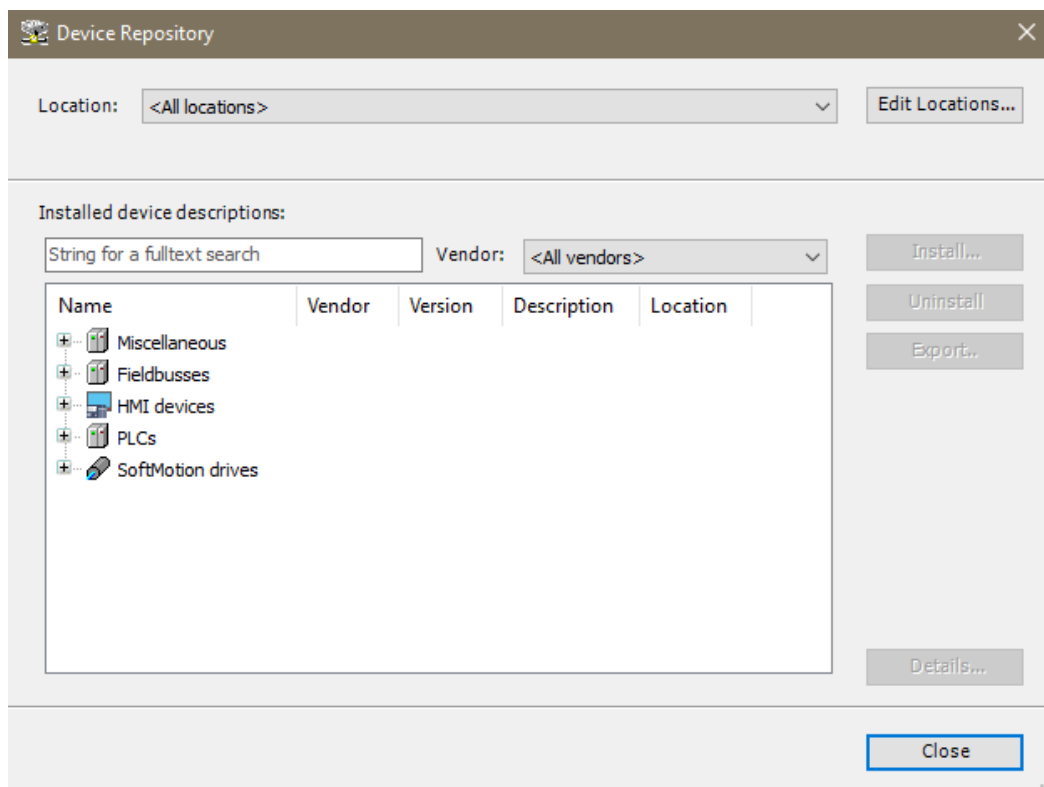 Device Repository
Location: <All locations> Edit Locations...
Installed device descriptions:
String for a fulltext search Vendor: <All vendors> Install...
Name Vendor Version Description Location Uninstall
Miscellaneous Export..
Fieldbusses
HMI devices
PLCs
SoftMotion drives
Details...
Close